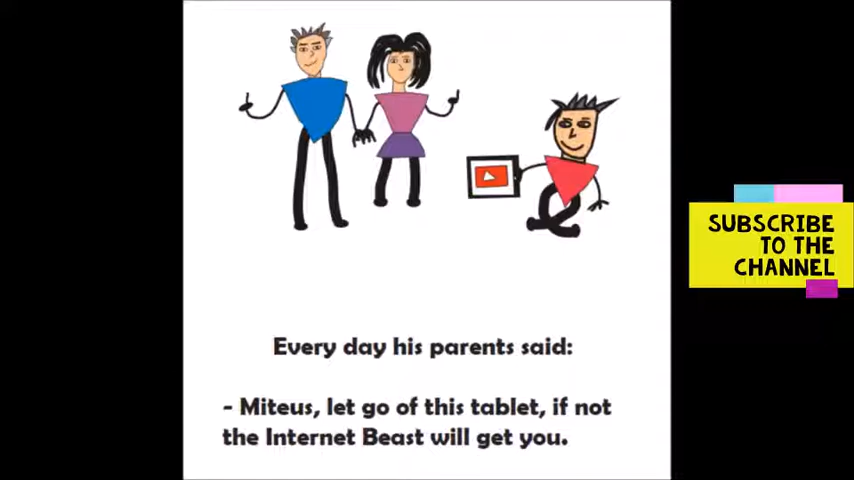 SUBSCRIBE
TO THE
CHANNEL
Every day his parents said:
- Miteus, let go of this tablet, if not
the Internet Beast will get you.